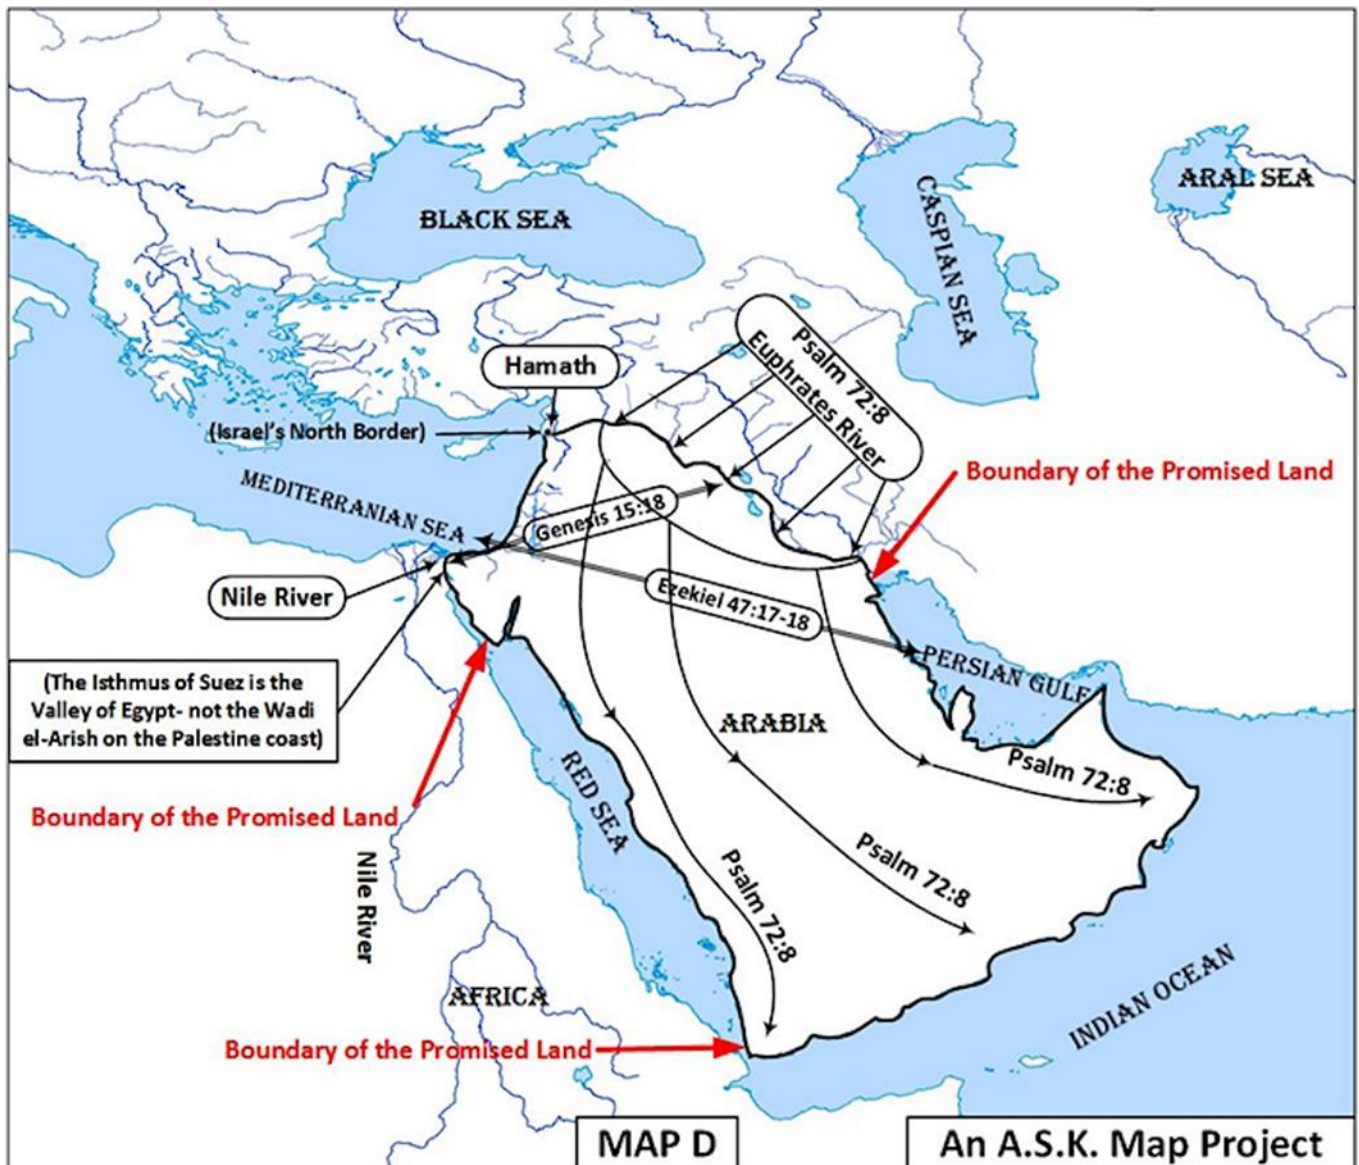 BLACK SEA
CASPIAN SEA
ARAL SEA
Psalm 72:8
Euphrates River
Hamath
(Israel's North Border)
Boundary of the Promised Land
MEDITERRANIAN SEA
Genesis 15:18
Nile River
Ezekiel 47:17-18
PERSIAN GULF
(The Isthmus of Suez is the
Valley of Egypt- not the Wadi
el-Arish on the Palestine coast)
ARABIA
Psalm 72:8
RED SEA
Boundary of the Promised Land
Psalm 72:8
Psalm 72:8
Nile River
AFRICA
INDIAN OCEAN
Boundary of the Promised Land
MAP D
An A.S.K. Map Project